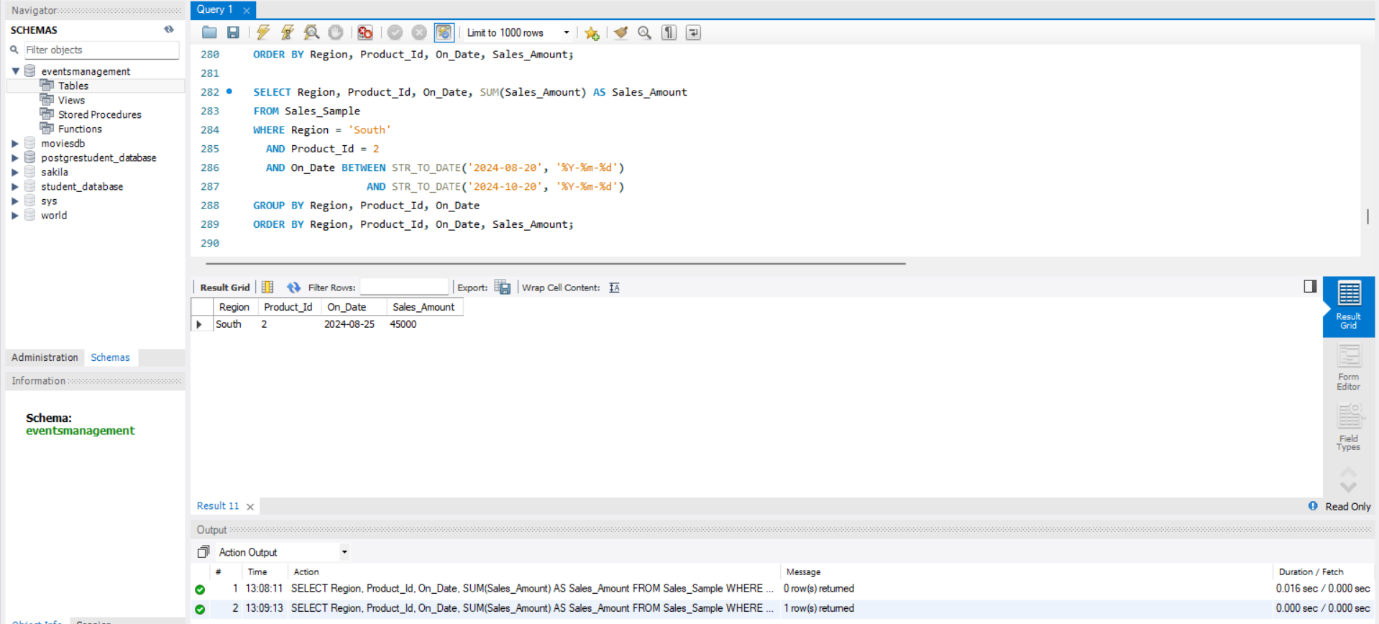 Navigator
SCHEMAS
Filter objects
eventsmanagement
Tables
Views
Stored Procedures
Functions
moviesdb
postgrestudent_database
sakila
student_database
sys
world
Administration Schemas
Information
Schema:
eventsmanagement
Query 1
Limit to 1000 rows
280 ORDER BY Region, Product_Id, On_Date, Sales_Amount;
281
282 SELECT Region, Product_Id, On_Date, SUM(Sales_Amount) AS Sales_Amount
283 FROM Sales_Sample
284 WHERE Region = 'South'
285 AND Product_Id = 2
286 AND On_Date BETWEEN STR_TO_DATE('2024-08-20', '%Y-%m-%d')
287 AND STR_TO_DATE('2024-10-20', '%Y-%m-%d')
288 GROUP BY Region, Product_Id, On_Date
289 ORDER BY Region, Product_Id, On_Date, Sales_Amount;
290
Result Grid Filter Rows: Export: Wrap Cell Content:
Region Product_Id On_Date Sales_Amount
South 2 2024-08-25 45000
Result
Grid
Form
Editor
Field
Types
Result 11 Read Only
Output
Action Output
# Time Action Message Duration / Fetch
1 13:08:11 SELECT Region, Product_Id, On_Date, SUM(Sales_Amount) AS Sales_Amount FROM Sales_Sample WHERE ... 0 row(s) returned 0.016 sec / 0.000 sec
2 13:09:13 SELECT Region, Product_Id, On_Date, SUM(Sales_Amount) AS Sales_Amount FROM Sales_Sample WHERE ... 1 row(s) returned 0.000 sec / 0.000 sec